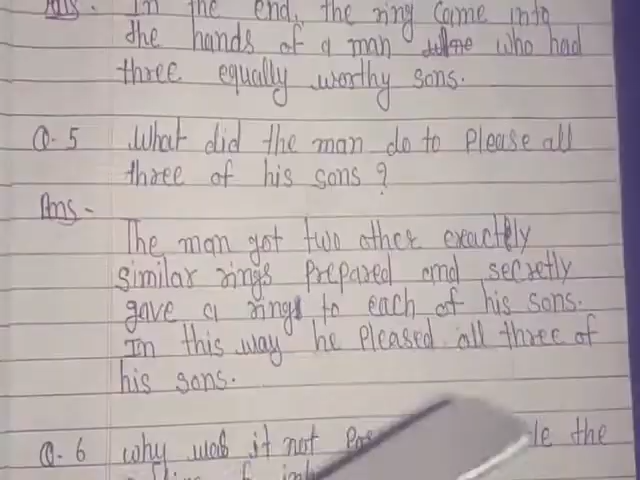 Ans. In the end, the ring came into
the hands of a man who had
three equally worthy sons.
Q.5 What did the man do to Please all
three of his sons ?
Ans-
The man got two other exactely
similar rings prepared and secretly
gave a rings to each of his sons.
In this way he Pleased all three of
his sons.
Q.6 why was it not the